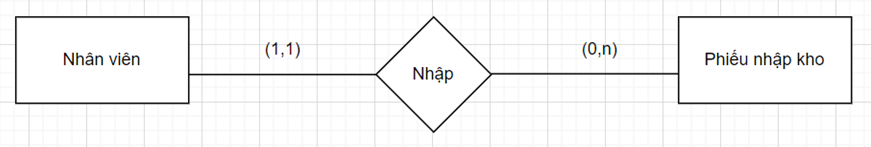 Nhân viên
(1,1)
Nhập
(0,n)
Phiếu nhập kho